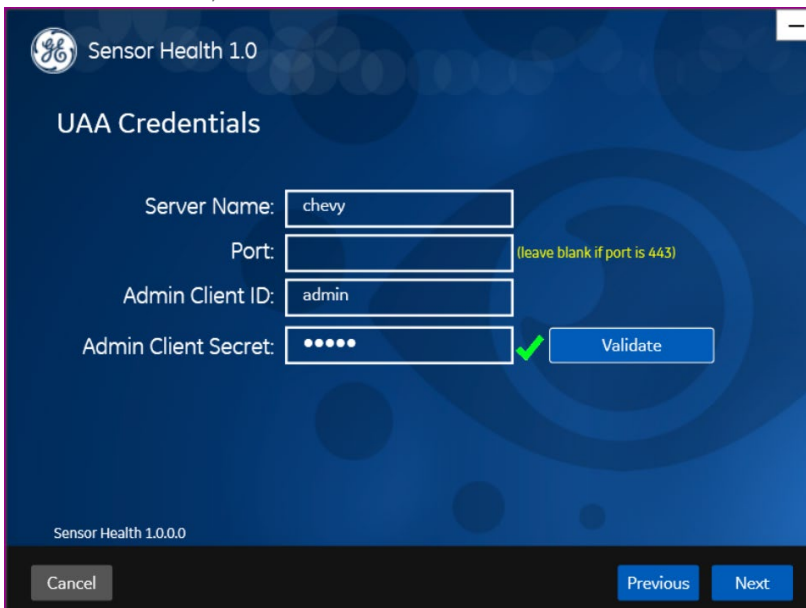 GE Sensor Health 1.0
UAA Credentials
Server Name: chevy
Port: (leave blank if port is 443)
Admin Client ID: admin
Admin Client Secret: ••••• Validate
Sensor Health 1.0.0.0
Cancel Previous Next